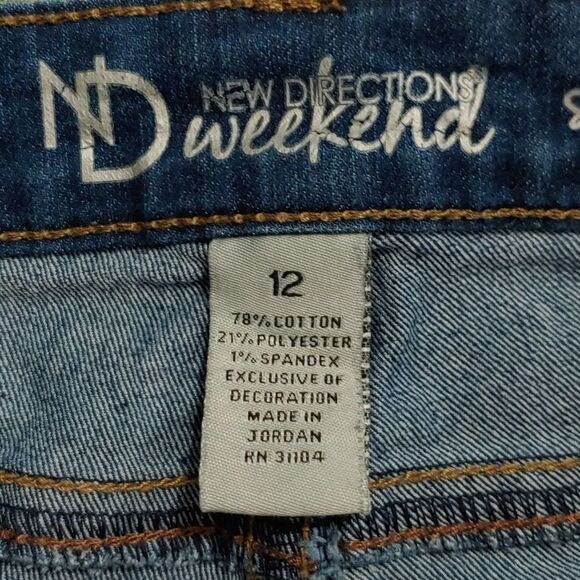 ND NEW DIRECTIONS
weekend
12
78% COTTON
21% POLYESTER
1% SPANDEX
EXCLUSIVE OF
DECORATION
MADE IN
JORDAN
RN 31104